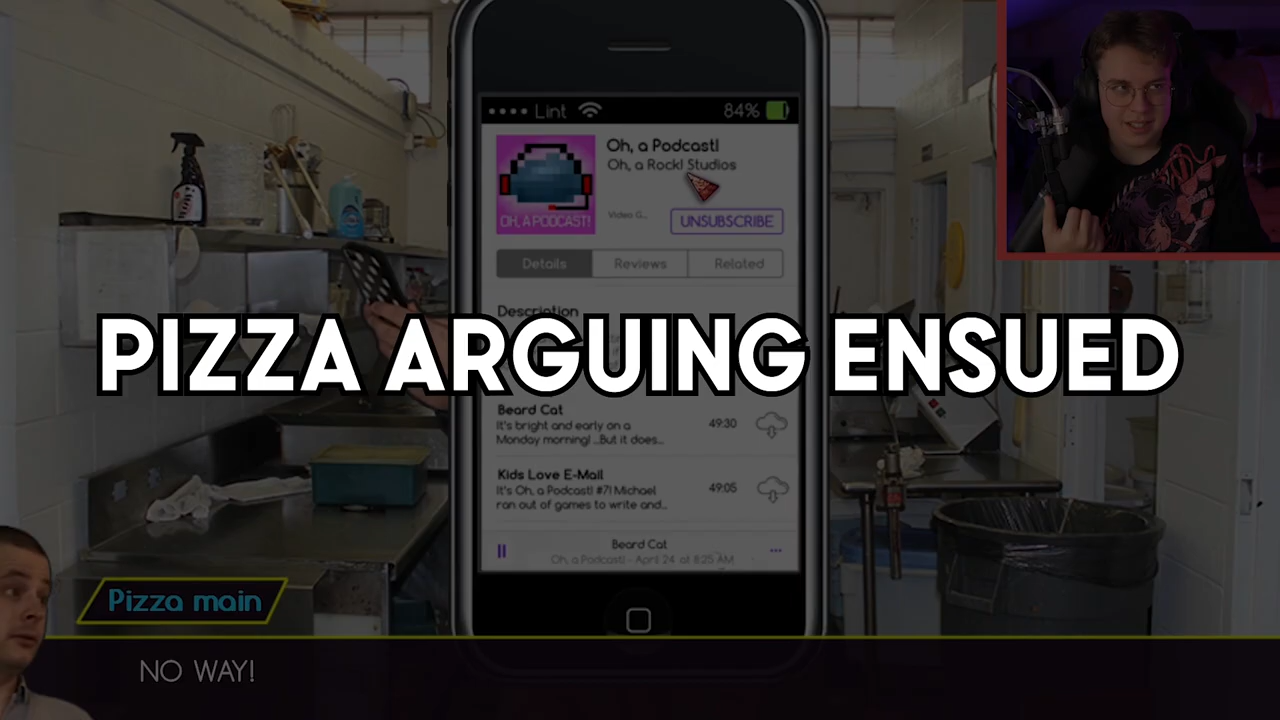 Lint 84%
Oh, a Podcast!
Oh, a Rock! Studios
OH, A PODCAST!
Video G...
UNSUBSCRIBE
Details Reviews Related
Description
PIZZA ARGUING ENSUED
Beard Cat
It's bright and early on a
Monday morning! ...But it does...
49:30
Kids Love E-Mail
It's Oh, a Podcast! #7! Michael
ran out of games to write and...
49:05
Beard Cat
Oh, a Podcast! - April 24 at 8:25 AM
Pizza main
NO WAY!